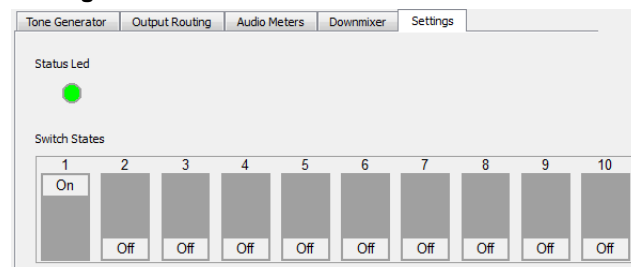 Tone Generator Output Routing Audio Meters Downmixer Settings
Status Led
Switch States
1 2 3 4 5 6 7 8 9 10
On
Off Off Off Off Off Off Off Off Off